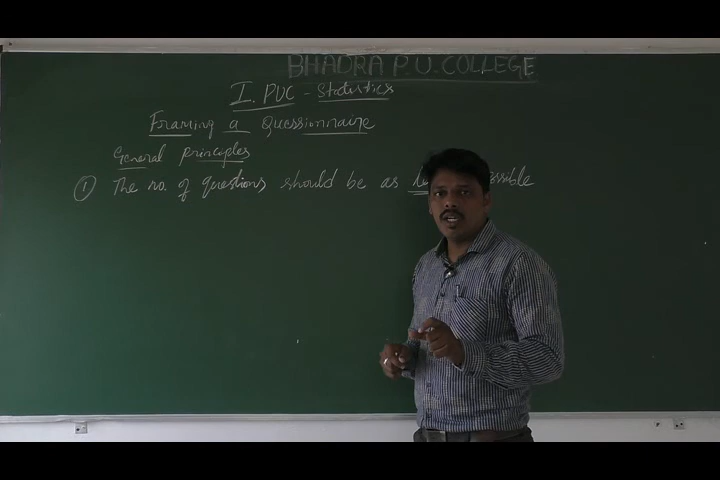 BHADRA P.U. COLLEGE
I. PUC - Statistics
Framing a Questionnaire
General principles
① The no. of questions should be as